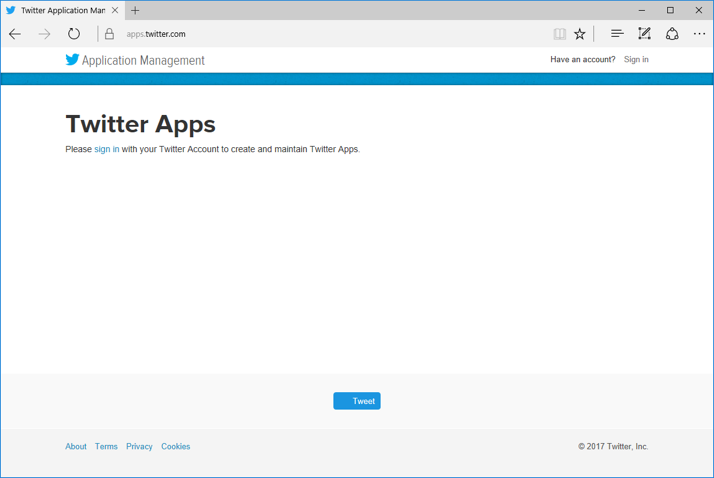 Twitter Application Man
apps.twitter.com
Application Management
Have an account? Sign in
Twitter Apps
Please sign in with your Twitter Account to create and maintain Twitter Apps.
Tweet
About Terms Privacy Cookies
© 2017 Twitter, Inc.